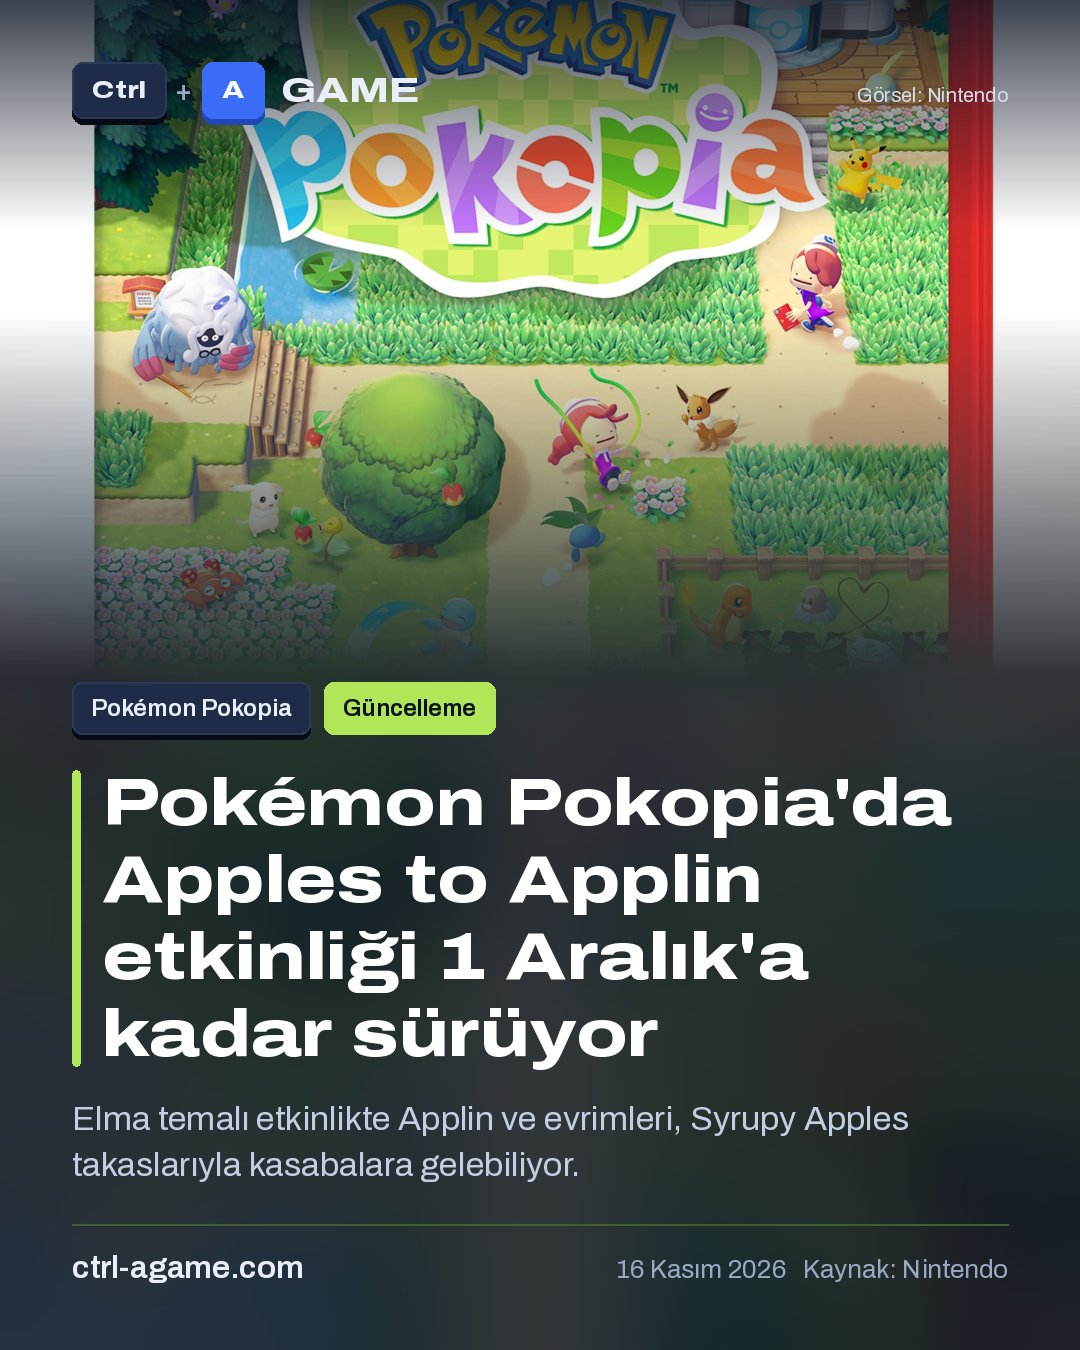 POKéMON
TM
pokopia
Ctrl + A GAME
Görsel: Nintendo
Pokémon Pokopia
Güncelleme
Pokémon Pokopia'da
Apples to Applin
etkinliği 1 Aralık'a
kadar sürüyor
Elma temalı etkinlikte Applin ve evrimleri, Syrupy Apples
takaslarıyla kasabalara gelebiliyor.
ctrl-agame.com
16 Kasım 2026 Kaynak: Nintendo